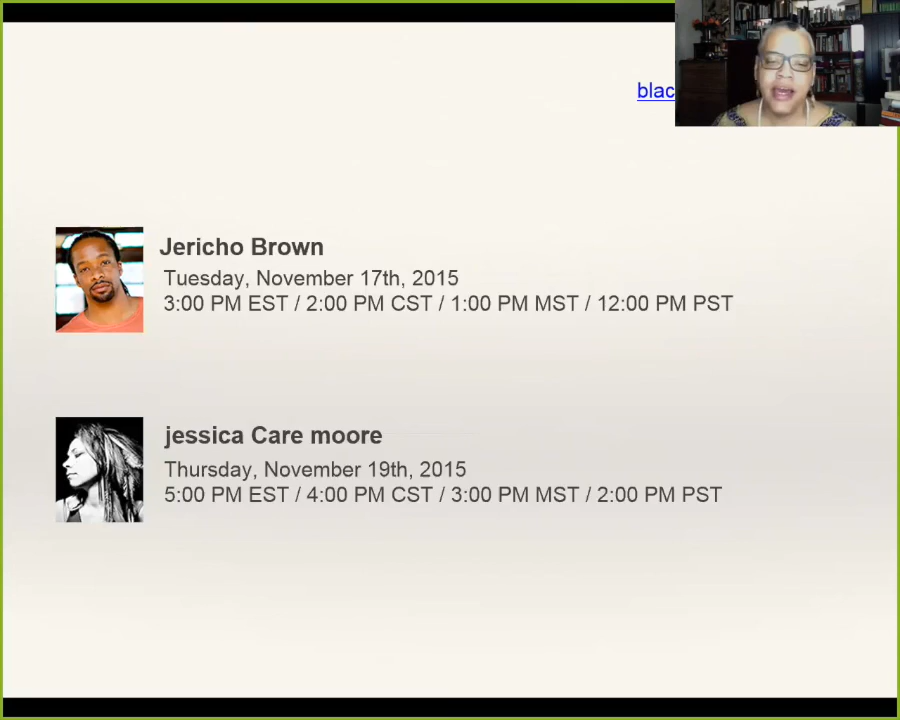 blac
Jericho Brown
Tuesday, November 17th, 2015
3:00 PM EST / 2:00 PM CST / 1:00 PM MST / 12:00 PM PST
jessica Care moore
Thursday, November 19th, 2015
5:00 PM EST / 4:00 PM CST / 3:00 PM MST / 2:00 PM PST